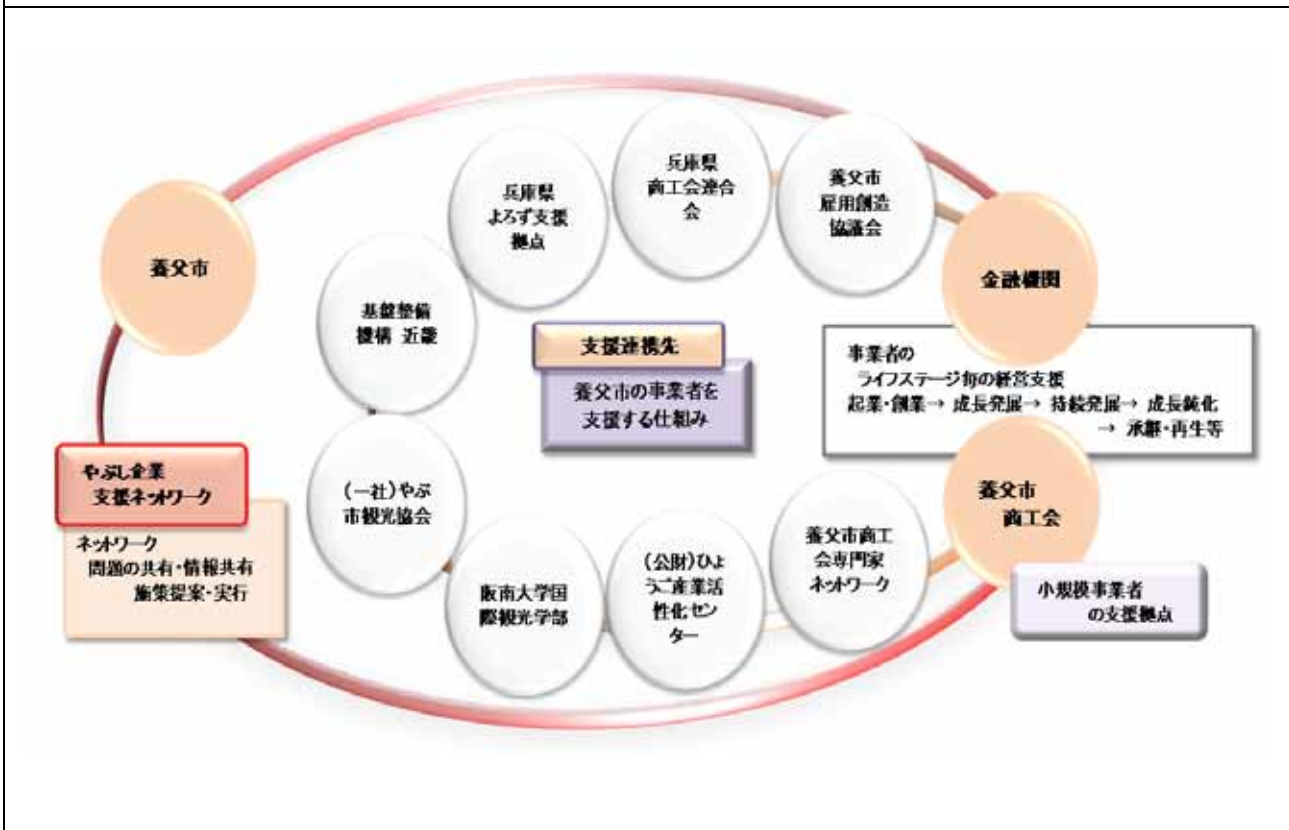 兵庫県
商工会連合
会
養父市
雇用創造
協議会
兵庫県
よろず支援
拠点
養父市
金融機関
基盤整備
機構 近畿
支援連携先
養父市の事業者を
支援する仕組み
事業者の
ライフステージ毎の経営支援
起業・創業→ 成長発展→ 持続発展→ 成長鈍化
→ 承継・再生等
やぶし企業
支援ネットワーク
ネットワーク
問題の共有・情報共有
施策提案・実行
(一社)やぶ
市観光協会
阪南大学国
際観光学部
(公財)ひょ
うご産業活
性化セン
ター
養父市商工
会専門家
ネットワーク
養父市
商工会
小規模事業者
の支援拠点